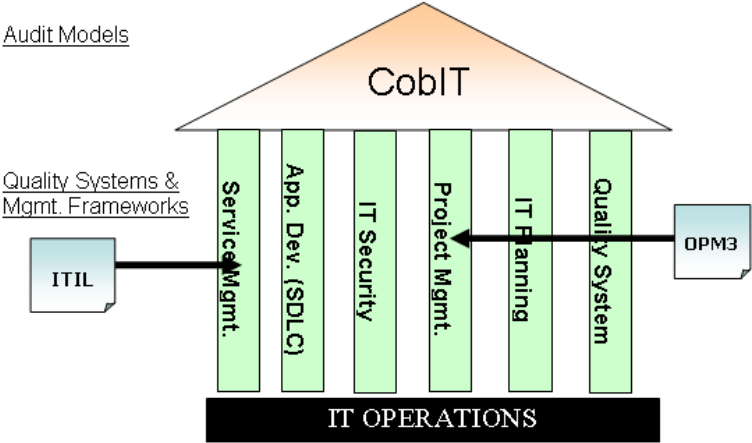 Audit Models
CobIT
Quality Systems &
Mgmt. Frameworks
Service Mgmt.
App. Dev. (SDLC)
IT Security
Project Mgmt.
IT Planning
Quality System
ITIL
OPM3
IT OPERATIONS